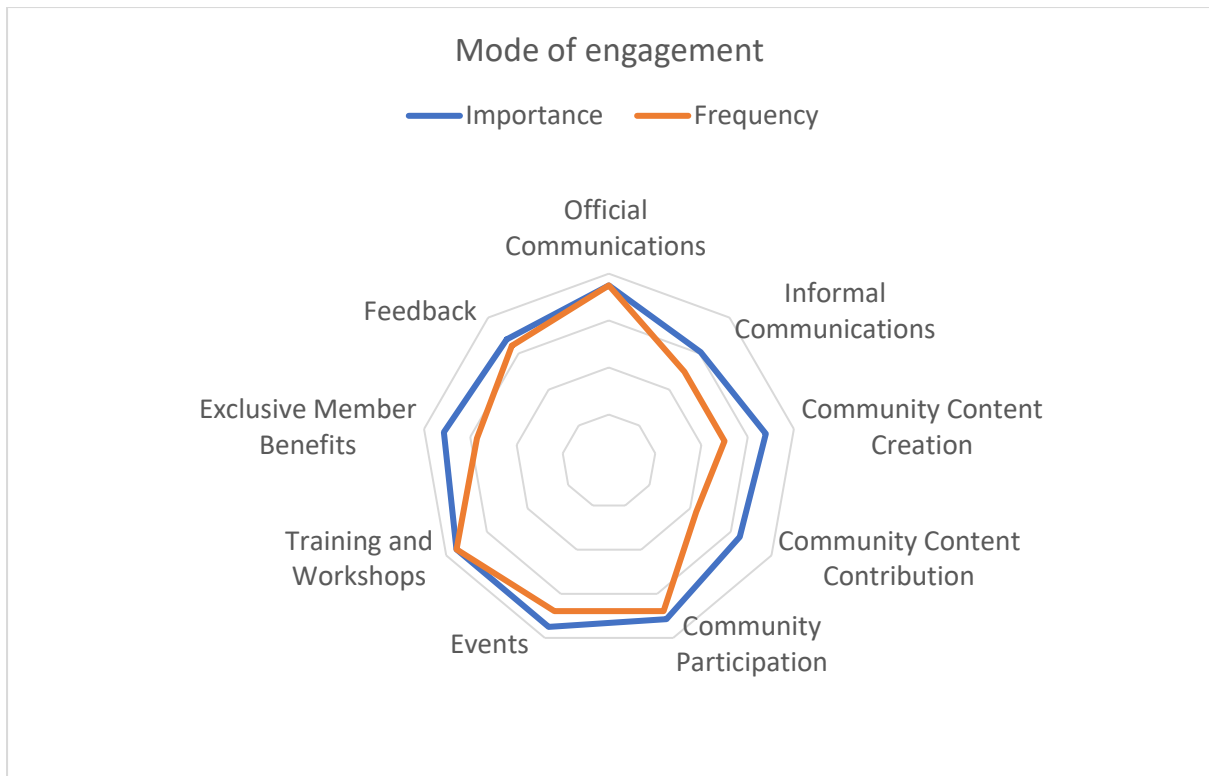 Mode of engagement
Importance
Frequency
Official
Communications
Informal
Communications
Community Content
Creation
Community Content
Contribution
Community
Participation
Events
Training and
Workshops
Exclusive Member
Benefits
Feedback